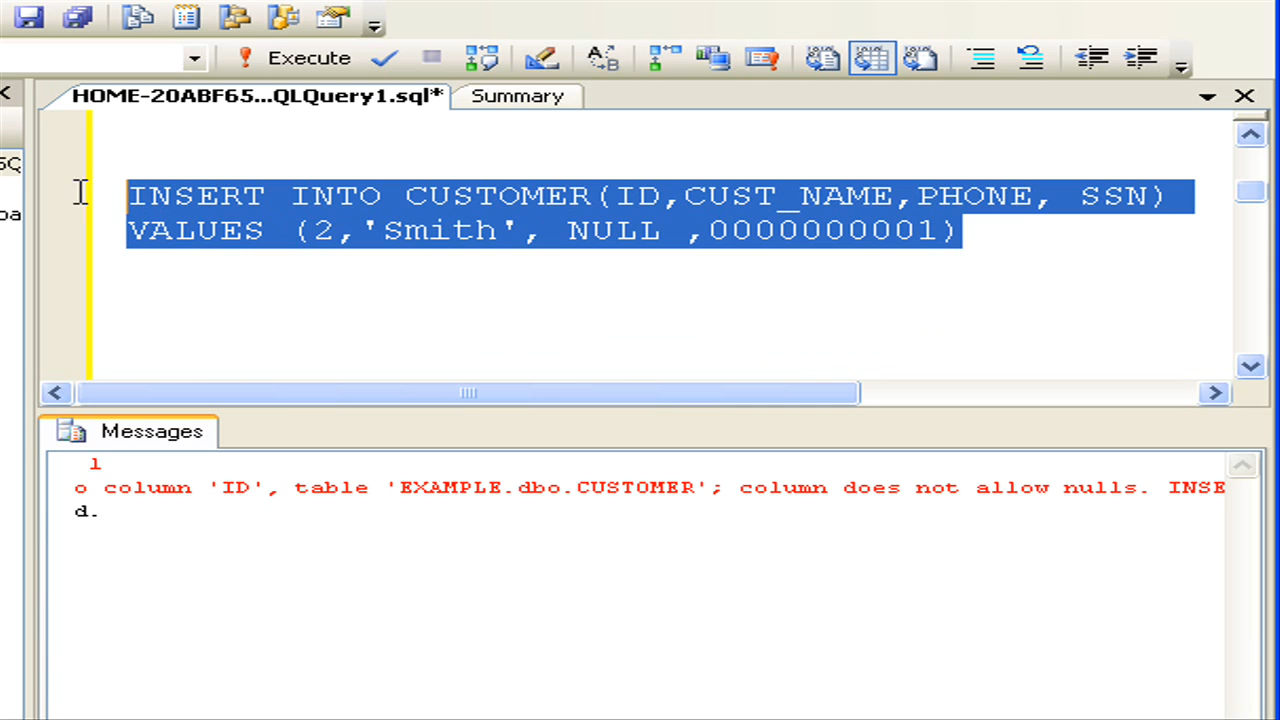 Execute
HOME-20ABF65...QLQuery1.sql* Summary
5Q
INSERT INTO CUSTOMER(ID,CUST_NAME,PHONE, SSN)
VALUES (2,'Smith', NULL ,0000000001)
Messages
l
o column 'ID', table 'EXAMPLE.dbo.CUSTOMER'; column does not allow nulls. INSE
d.